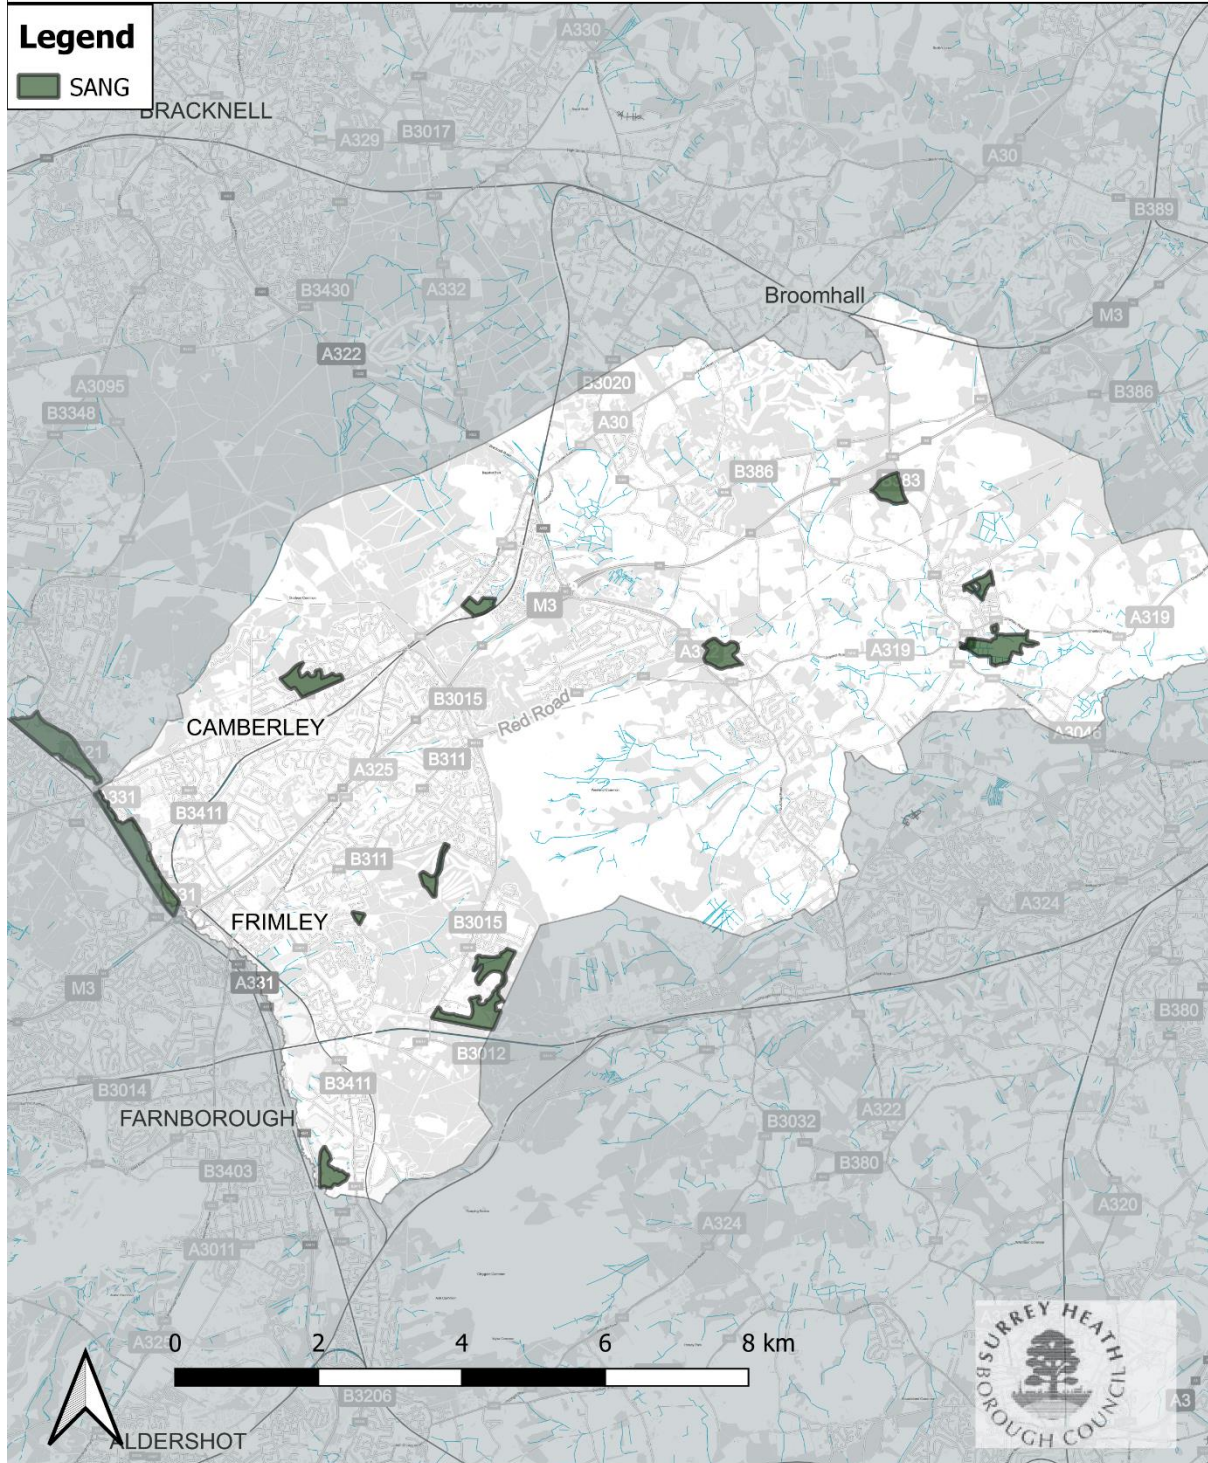 Legend
SANG
A330
BRACKNELL
A329
B3017
A30
B389
B3430
A332
Broomhall
M3
A322
A3095
B3020
B386
B3348
A30
B386
B383
M3
A319
A319
B3015
Red Road
CAMBERLEY
A3046
B311
A325
B3411
B311
FRIMLEY
B3015
A324
M3
A331
B380
B3012
B3411
B3014
A322
FARNBOROUGH
B3032
B380
B3403
A320
A324
A3011
SURREY HEATH
BOROUGH COUNCIL
A325
0 2 4 6 8 km
B3206
A3
ALDERSHOT